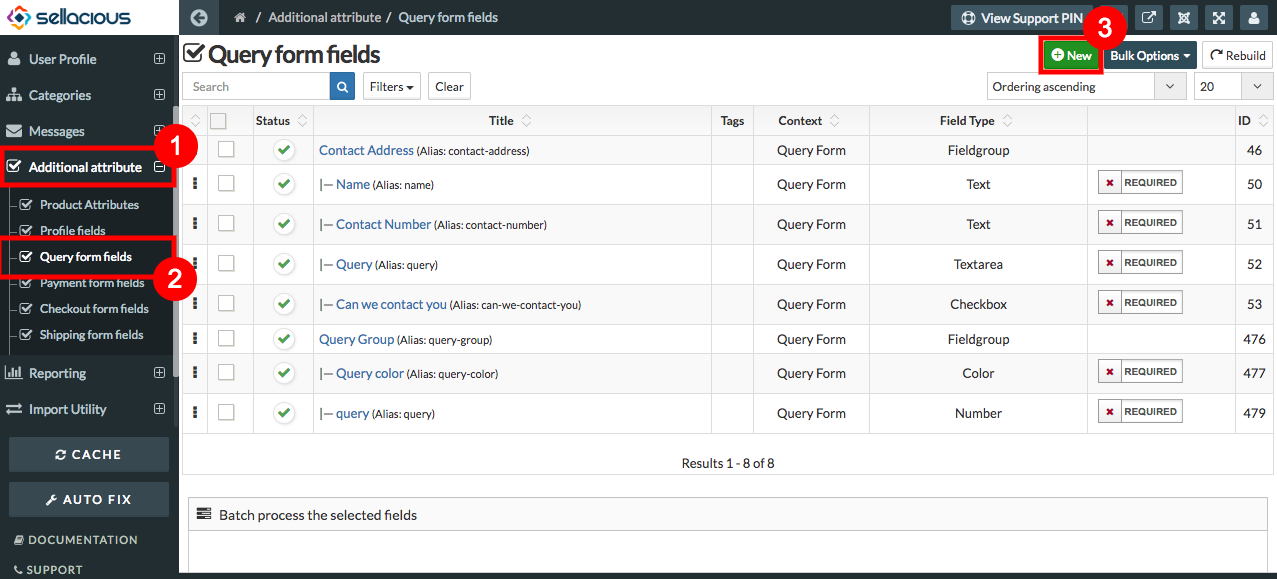 sellacious
/ Additional attribute / Query form fields
View Support PIN
3
User Profile
Categories
Messages
1
Additional attribute
Product Attributes
Profile fields
Query form fields
2
Payment form fields
Checkout form fields
Shipping form fields
Reporting
Import Utility
CACHE
AUTO FIX
DOCUMENTATION
SUPPORT
Query form fields
New
Bulk Options
Rebuild
Search
Filters
Clear
Ordering ascending
20
Status Title Tags Context Field Type ID
Contact Address (Alias: contact-address) Query Form Fieldgroup 46
|— Name (Alias: name) Query Form Text REQUIRED 50
|— Contact Number (Alias: contact-number) Query Form Text REQUIRED 51
|— Query (Alias: query) Query Form Textarea REQUIRED 52
|— Can we contact you (Alias: can-we-contact-you) Query Form Checkbox REQUIRED 53
Query Group (Alias: query-group) Query Form Fieldgroup 476
|— Query color (Alias: query-color) Query Form Color REQUIRED 477
|— query (Alias: query) Query Form Number REQUIRED 479
Results 1 - 8 of 8
Batch process the selected fields